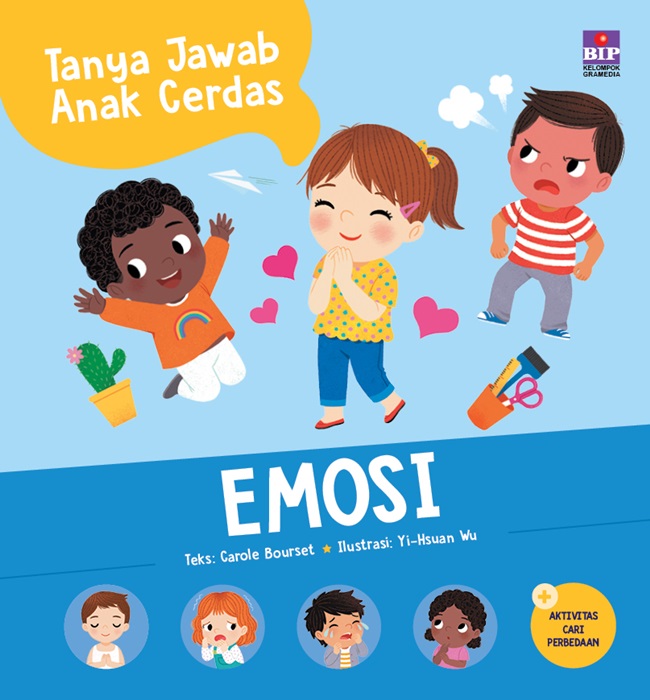 Tanya Jawab
Anak Cerdas
BIP
KELOMPOK
GRAMEDIA
EMOSI
Teks: Carole Bourset ★ Ilustrasi: Yi-Hsuan Wu
+
AKTIVITAS
CARI
PERBEDAAN